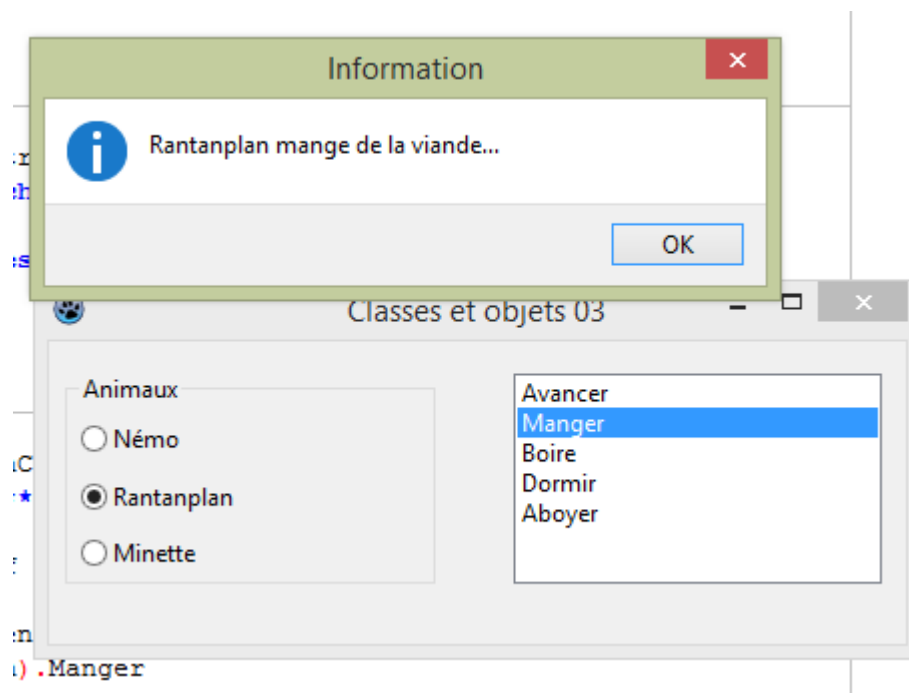 Information
Rantanplan mange de la viande...
OK
Classes et objets 03
Animaux
Némo
Rantanplan
Minette
Avancer
Manger
Boire
Dormir
Aboyer
).Manger